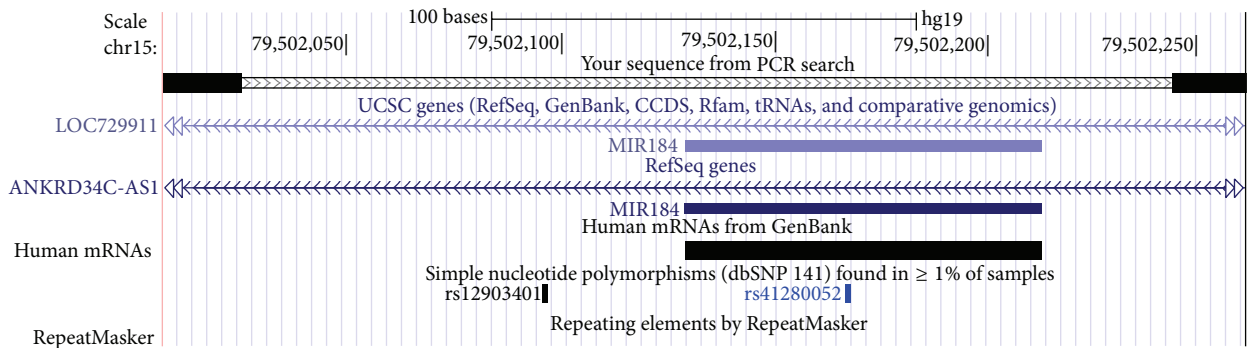 Scale 100 bases hg19
chr15: 79,502,050 79,502,100 79,502,150 79,502,200 79,502,250
Your sequence from PCR search
UCSC genes (RefSeq, GenBank, CCDS, Rfam, tRNAs, and comparative genomics)
LOC729911
MIR184
RefSeq genes
ANKRD34C-AS1
MIR184
Human mRNAs from GenBank
Human mRNAs
Simple nucleotide polymorphisms (dbSNP 141) found in ≥ 1% of samples
rs12903401 rs41280052
Repeating elements by RepeatMasker
RepeatMasker